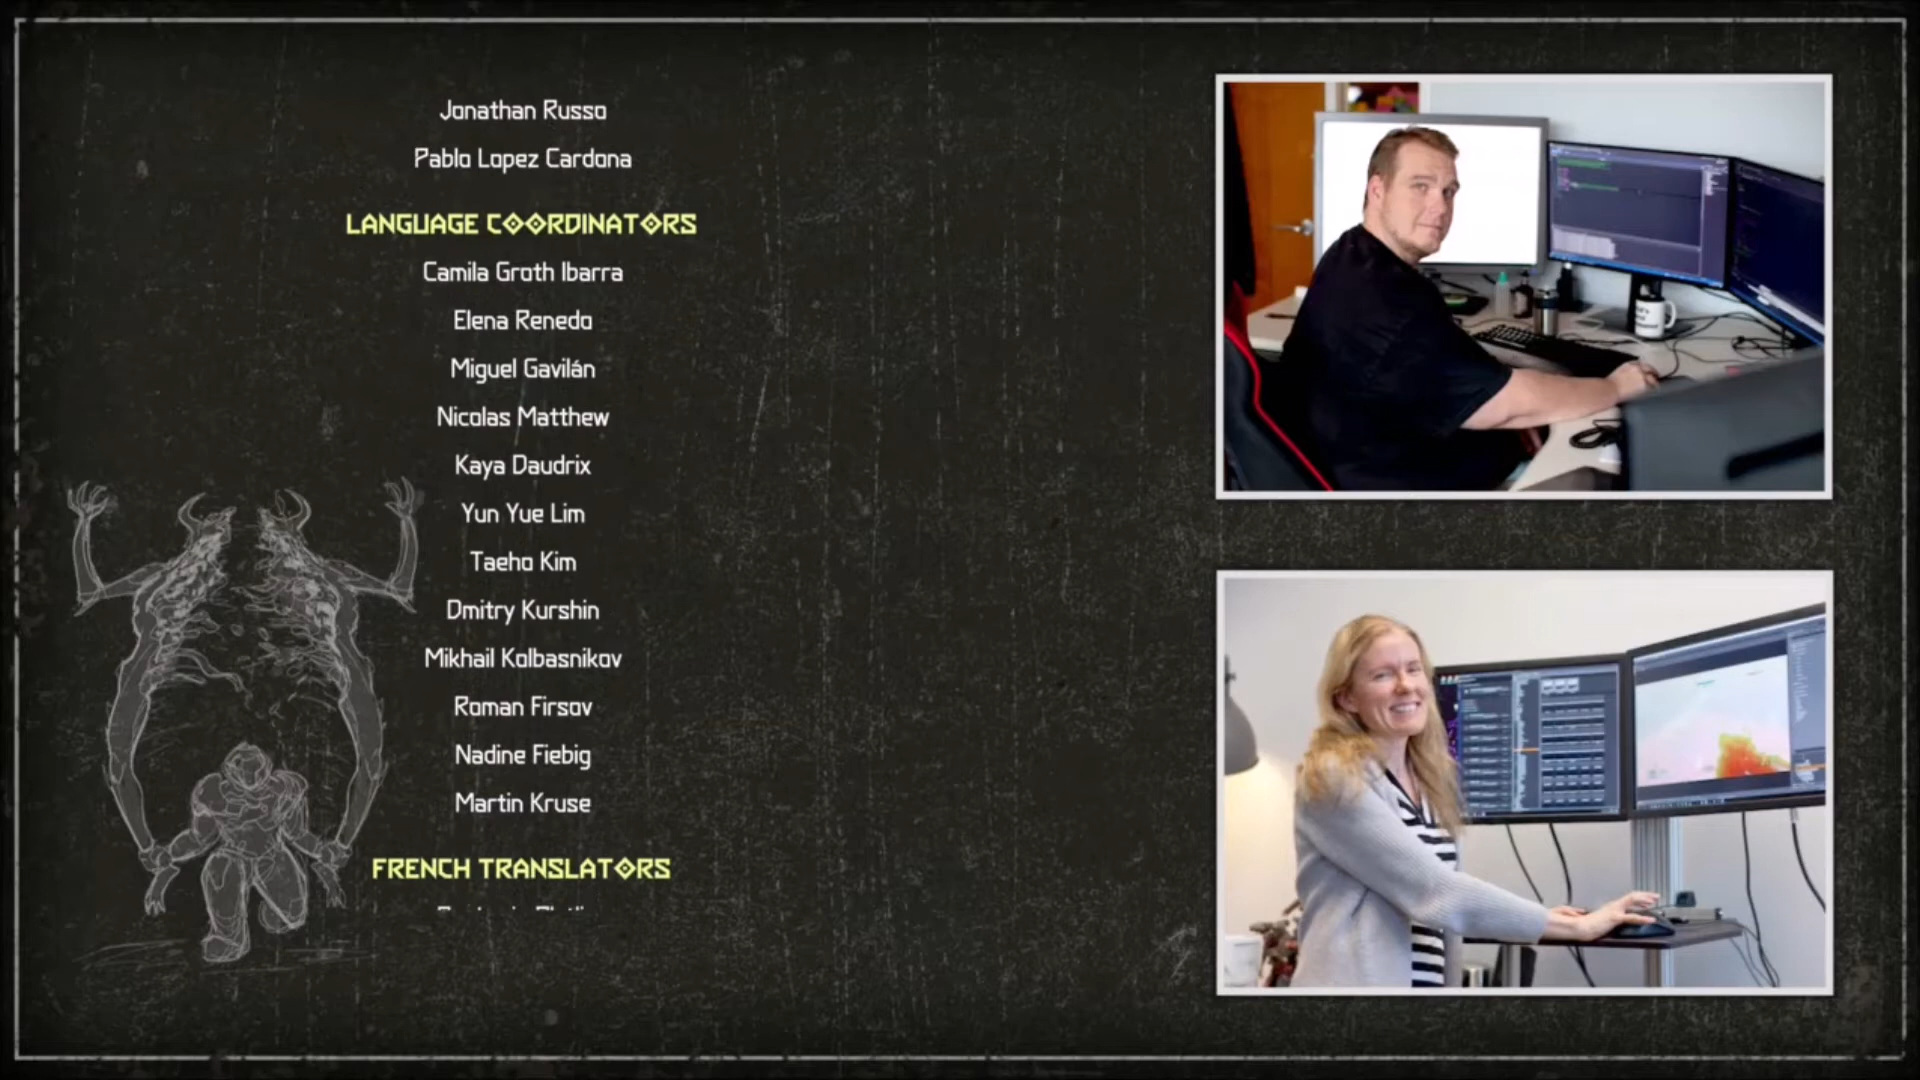 Jonathan Russo
Pablo Lopez Cardona
LANGUAGE COORDINATORS
Camila Groth Ibarra
Elena Renedo
Miguel Gavilán
Nicolas Matthew
Kaya Daudrix
Yun Yue Lim
Taeho Kim
Dmitry Kurshin
Mikhail Kolbasnikov
Roman Firsov
Nadine Fiebig
Martin Kruse
FRENCH TRANSLATORS